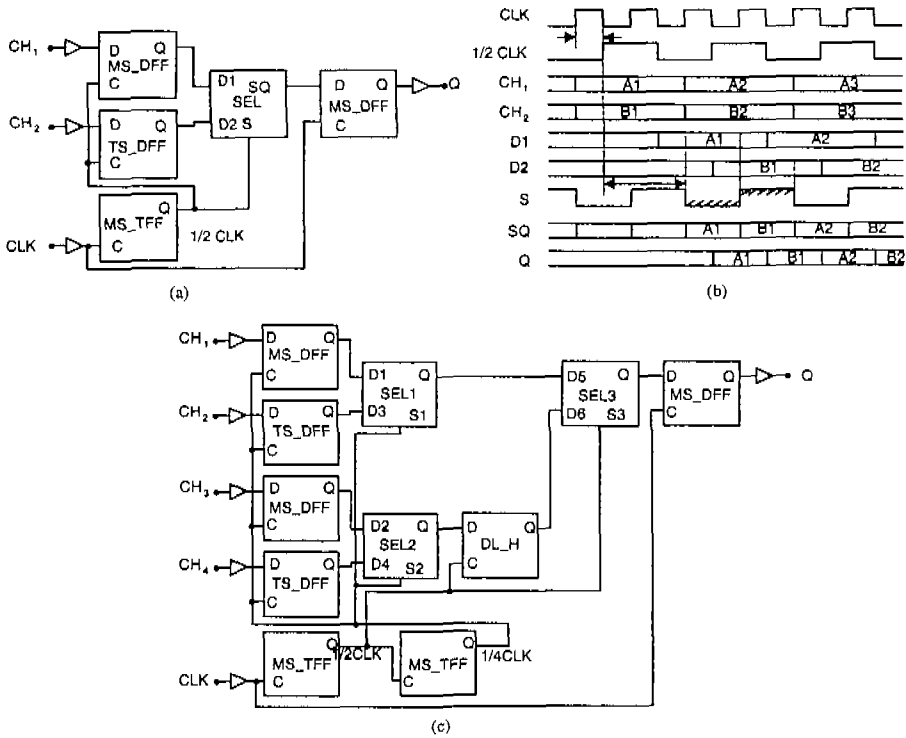 CH1
D Q
MS_DFF
C
D1 SQ
SEL
D2 S
D Q
MS_DFF
C
Q
CH2
D Q
TS_DFF
C
Q
MS_TFF
C
1/2 CLK
CLK
(a)
CLK
1/2 CLK
CH1 A1 A2 A3
CH2 B1 B2 B3
D1 A1 A2
D2 B1 B2
S
SQ A1 B1 A2 B2
Q A1 B1 A2 B2
(b)
CH1
D Q
MS_DFF
C
D1 Q
SEL1
D3 S1
D5 Q
SEL3
D6 S3
D Q
MS_DFF
C
Q
CH2
D Q
TS_DFF
C
CH3
D Q
MS_DFF
C
D2 Q
SEL2
D4 S2
D Q
DL_H
C
CH4
D Q
TS_DFF
C
Q
MS_TFF
C
1/2CLK
Q
MS_TFF
C
1/4CLK
CLK
(c)